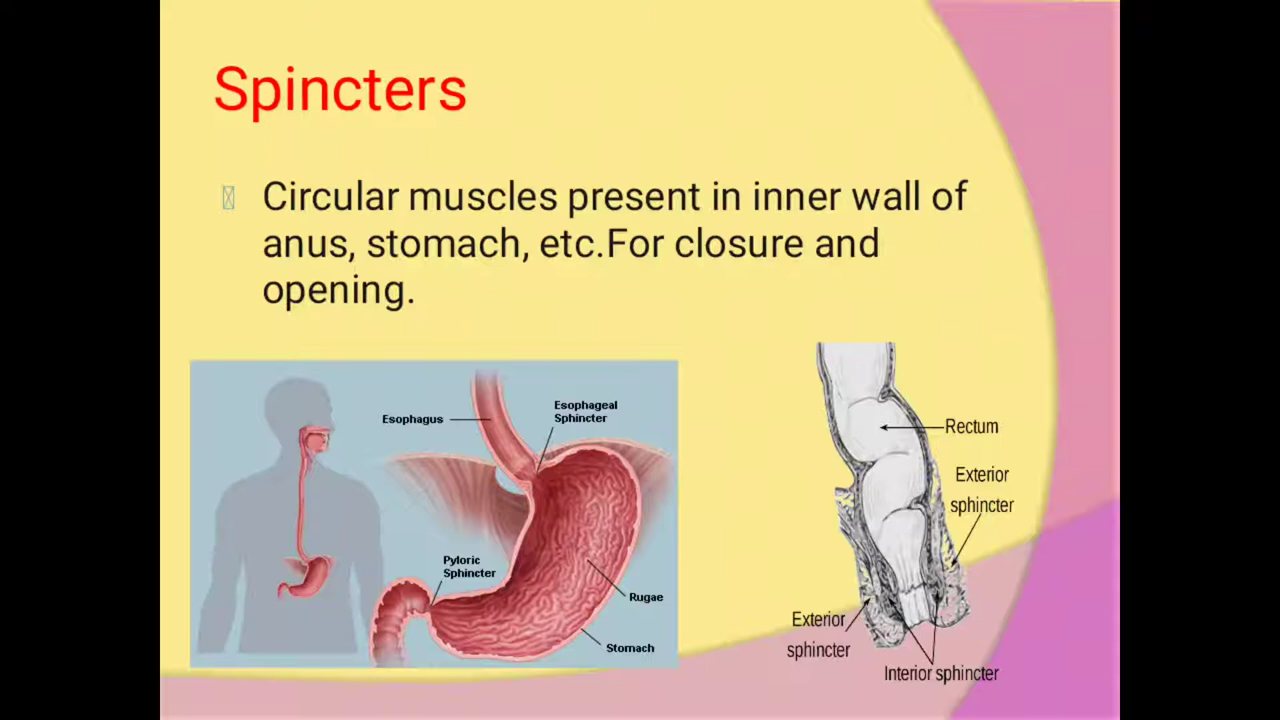 Spincters
Circular muscles present in inner wall of
anus, stomach, etc.For closure and
opening.
Esophagus
Esophageal
Sphincter
Pyloric
Sphincter
Rugae
Stomach
Rectum
Exterior
sphincter
Exterior
sphincter
Interior sphincter